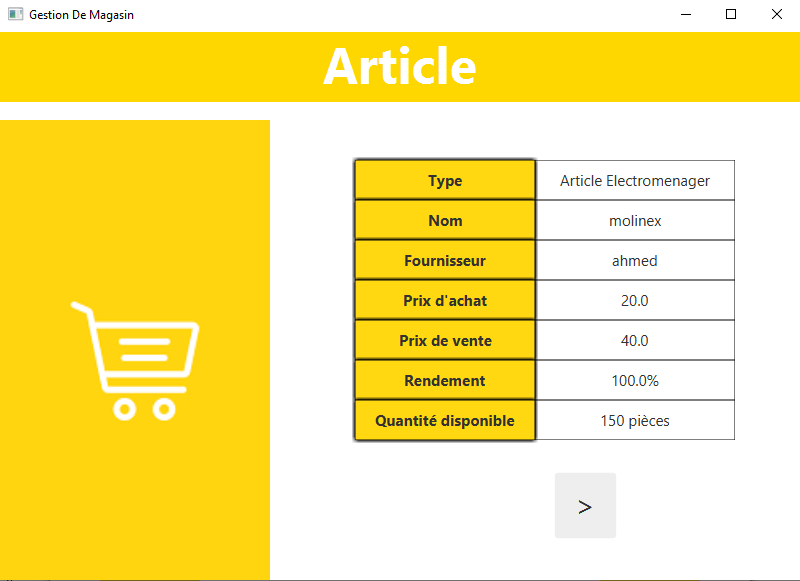 Gestion De Magasin
Article
Type Article Electromenager
Nom molinex
Fournisseur ahmed
Prix d'achat 20.0
Prix de vente 40.0
Rendement 100.0%
Quantité disponible 150 pièces
>